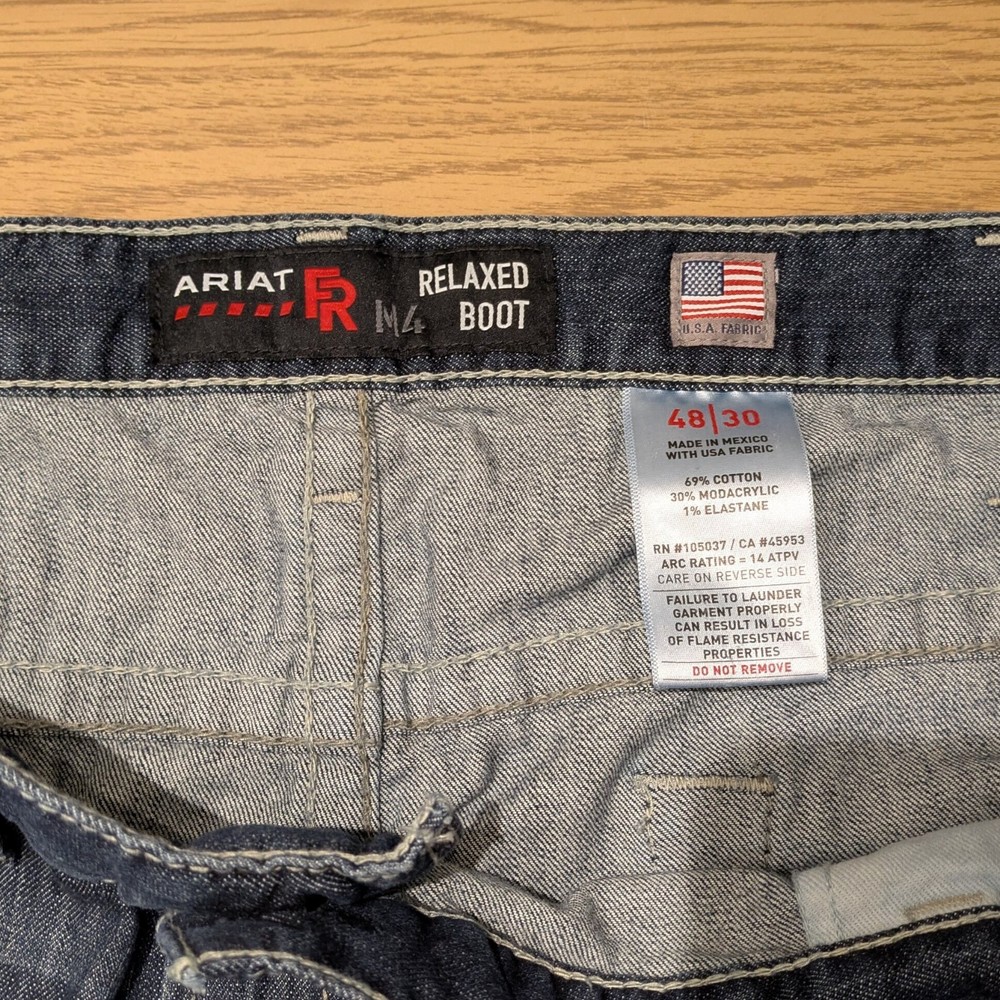 ARIAT FR M4 RELAXED
BOOT
U.S.A. FABRIC
48|30
MADE IN MEXICO
WITH USA FABRIC
69% COTTON
30% MODACRYLIC
1% ELASTANE
RN #105037 / CA #45953
ARC RATING = 14 ATPV
CARE ON REVERSE SIDE
FAILURE TO LAUNDER
GARMENT PROPERLY
CAN RESULT IN LOSS
OF FLAME RESISTANCE
PROPERTIES
DO NOT REMOVE